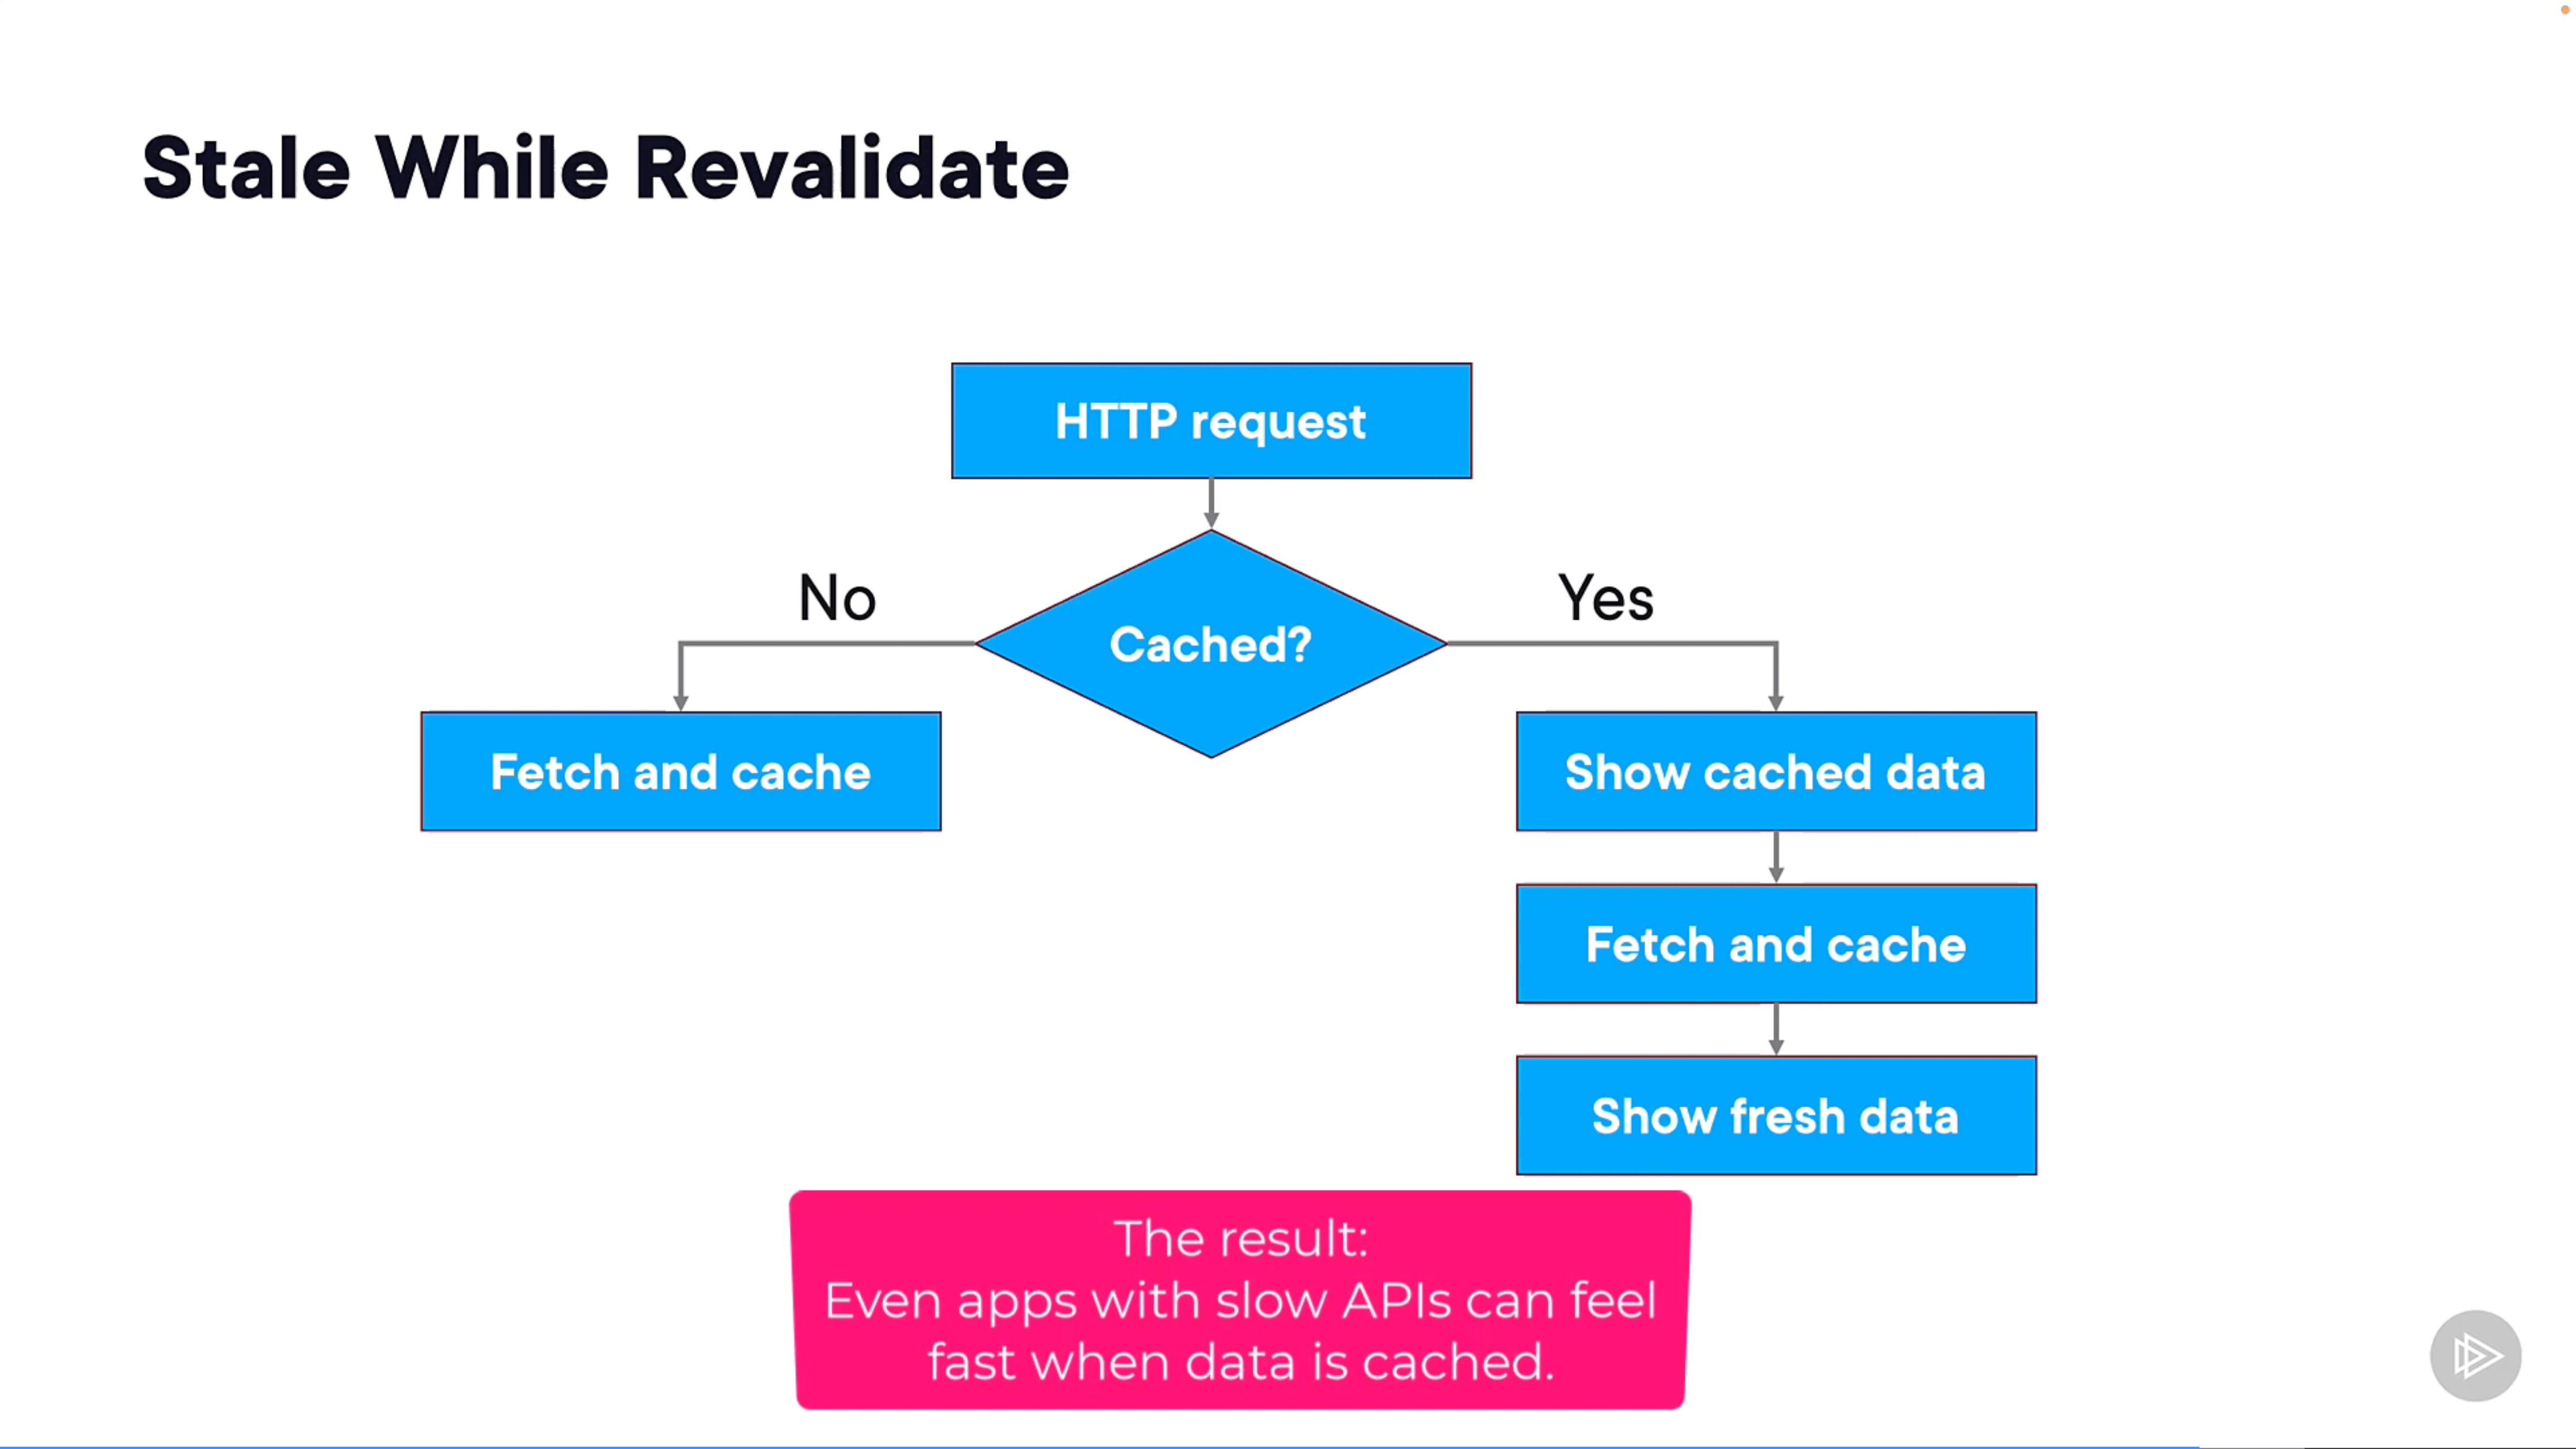 Stale While Revalidate
HTTP request
No
Cached?
Yes
Fetch and cache
Show cached data
Fetch and cache
Show fresh data
The result:
Even apps with slow APIs can feel
fast when data is cached.